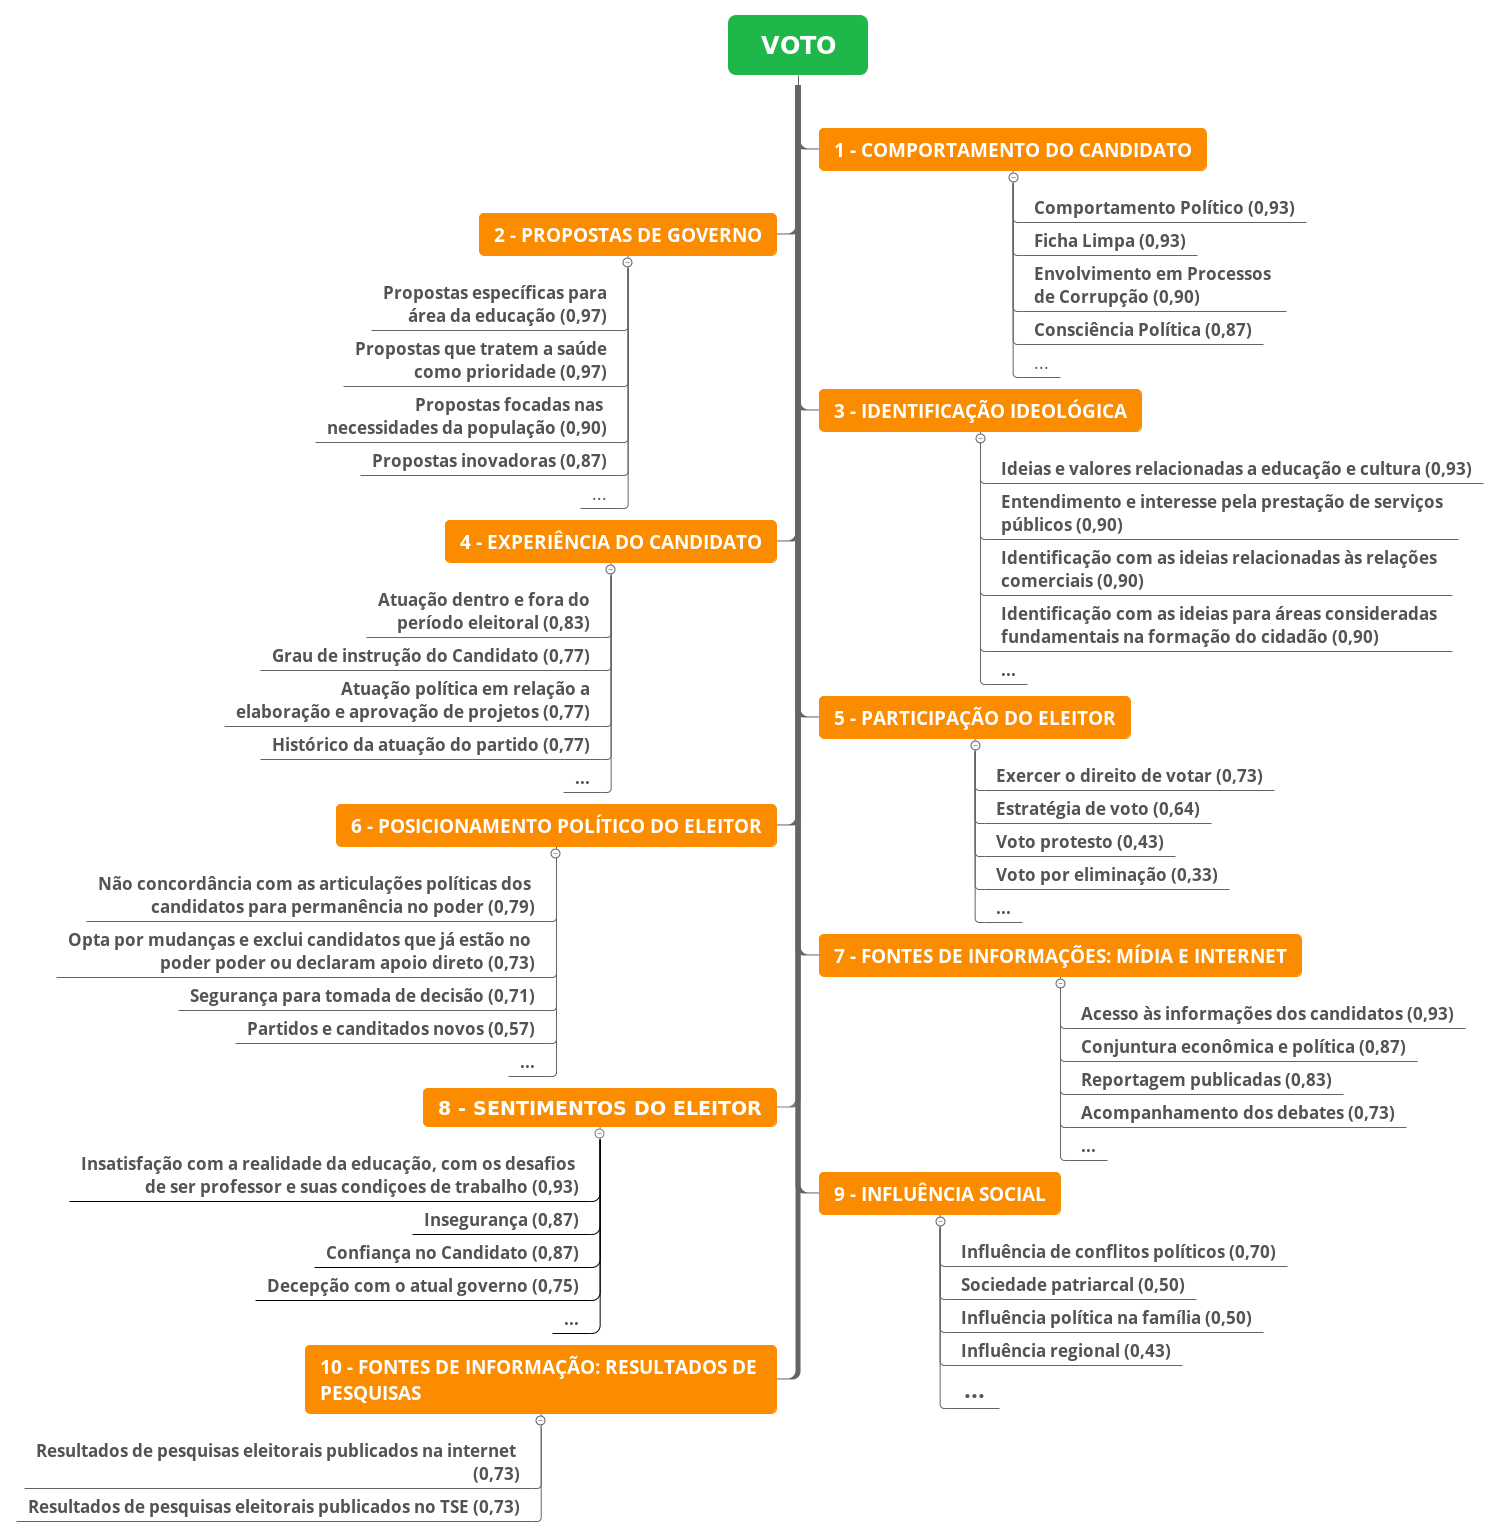 VOTO
1 - COMPORTAMENTO DO CANDIDATO
Comportamento Político (0,93)
Ficha Limpa (0,93)
Envolvimento em Processos
de Corrupção (0,90)
Consciência Política (0,87)
...
2 - PROPOSTAS DE GOVERNO
Propostas específicas para
área da educação (0,97)
Propostas que tratem a saúde
como prioridade (0,97)
Propostas focadas nas
necessidades da população (0,90)
Propostas inovadoras (0,87)
...
3 - IDENTIFICAÇÃO IDEOLÓGICA
Ideias e valores relacionadas a educação e cultura (0,93)
Entendimento e interesse pela prestação de serviços
públicos (0,90)
Identificação com as ideias relacionadas às relações
comerciais (0,90)
Identificação com as ideias para áreas consideradas
fundamentais na formação do cidadão (0,90)
...
4 - EXPERIÊNCIA DO CANDIDATO
Atuação dentro e fora do
período eleitoral (0,83)
Grau de instrução do Candidato (0,77)
Atuação política em relação a
elaboração e aprovação de projetos (0,77)
Histórico da atuação do partido (0,77)
...
5 - PARTICIPAÇÃO DO ELEITOR
Exercer o direito de votar (0,73)
Estratégia de voto (0,64)
Voto protesto (0,43)
Voto por eliminação (0,33)
...
6 - POSICIONAMENTO POLÍTICO DO ELEITOR
Não concordância com as articulações políticas dos
candidatos para permanência no poder (0,79)
Opta por mudanças e exclui candidatos que já estão no
poder poder ou declaram apoio direto (0,73)
Segurança para tomada de decisão (0,71)
Partidos e canditados novos (0,57)
...
7 - FONTES DE INFORMAÇÕES: MÍDIA E INTERNET
Acesso às informações dos candidatos (0,93)
Conjuntura econômica e política (0,87)
Reportagem publicadas (0,83)
Acompanhamento dos debates (0,73)
...
8 - SENTIMENTOS DO ELEITOR
Insatisfação com a realidade da educação, com os desafios
de ser professor e suas condiçoes de trabalho (0,93)
Insegurança (0,87)
Confiança no Candidato (0,87)
Decepção com o atual governo (0,75)
...
9 - INFLUÊNCIA SOCIAL
Influência de conflitos políticos (0,70)
Sociedade patriarcal (0,50)
Influência política na família (0,50)
Influência regional (0,43)
...
10 - FONTES DE INFORMAÇÃO: RESULTADOS DE
PESQUISAS
Resultados de pesquisas eleitorais publicados na internet
(0,73)
Resultados de pesquisas eleitorais publicados no TSE (0,73)